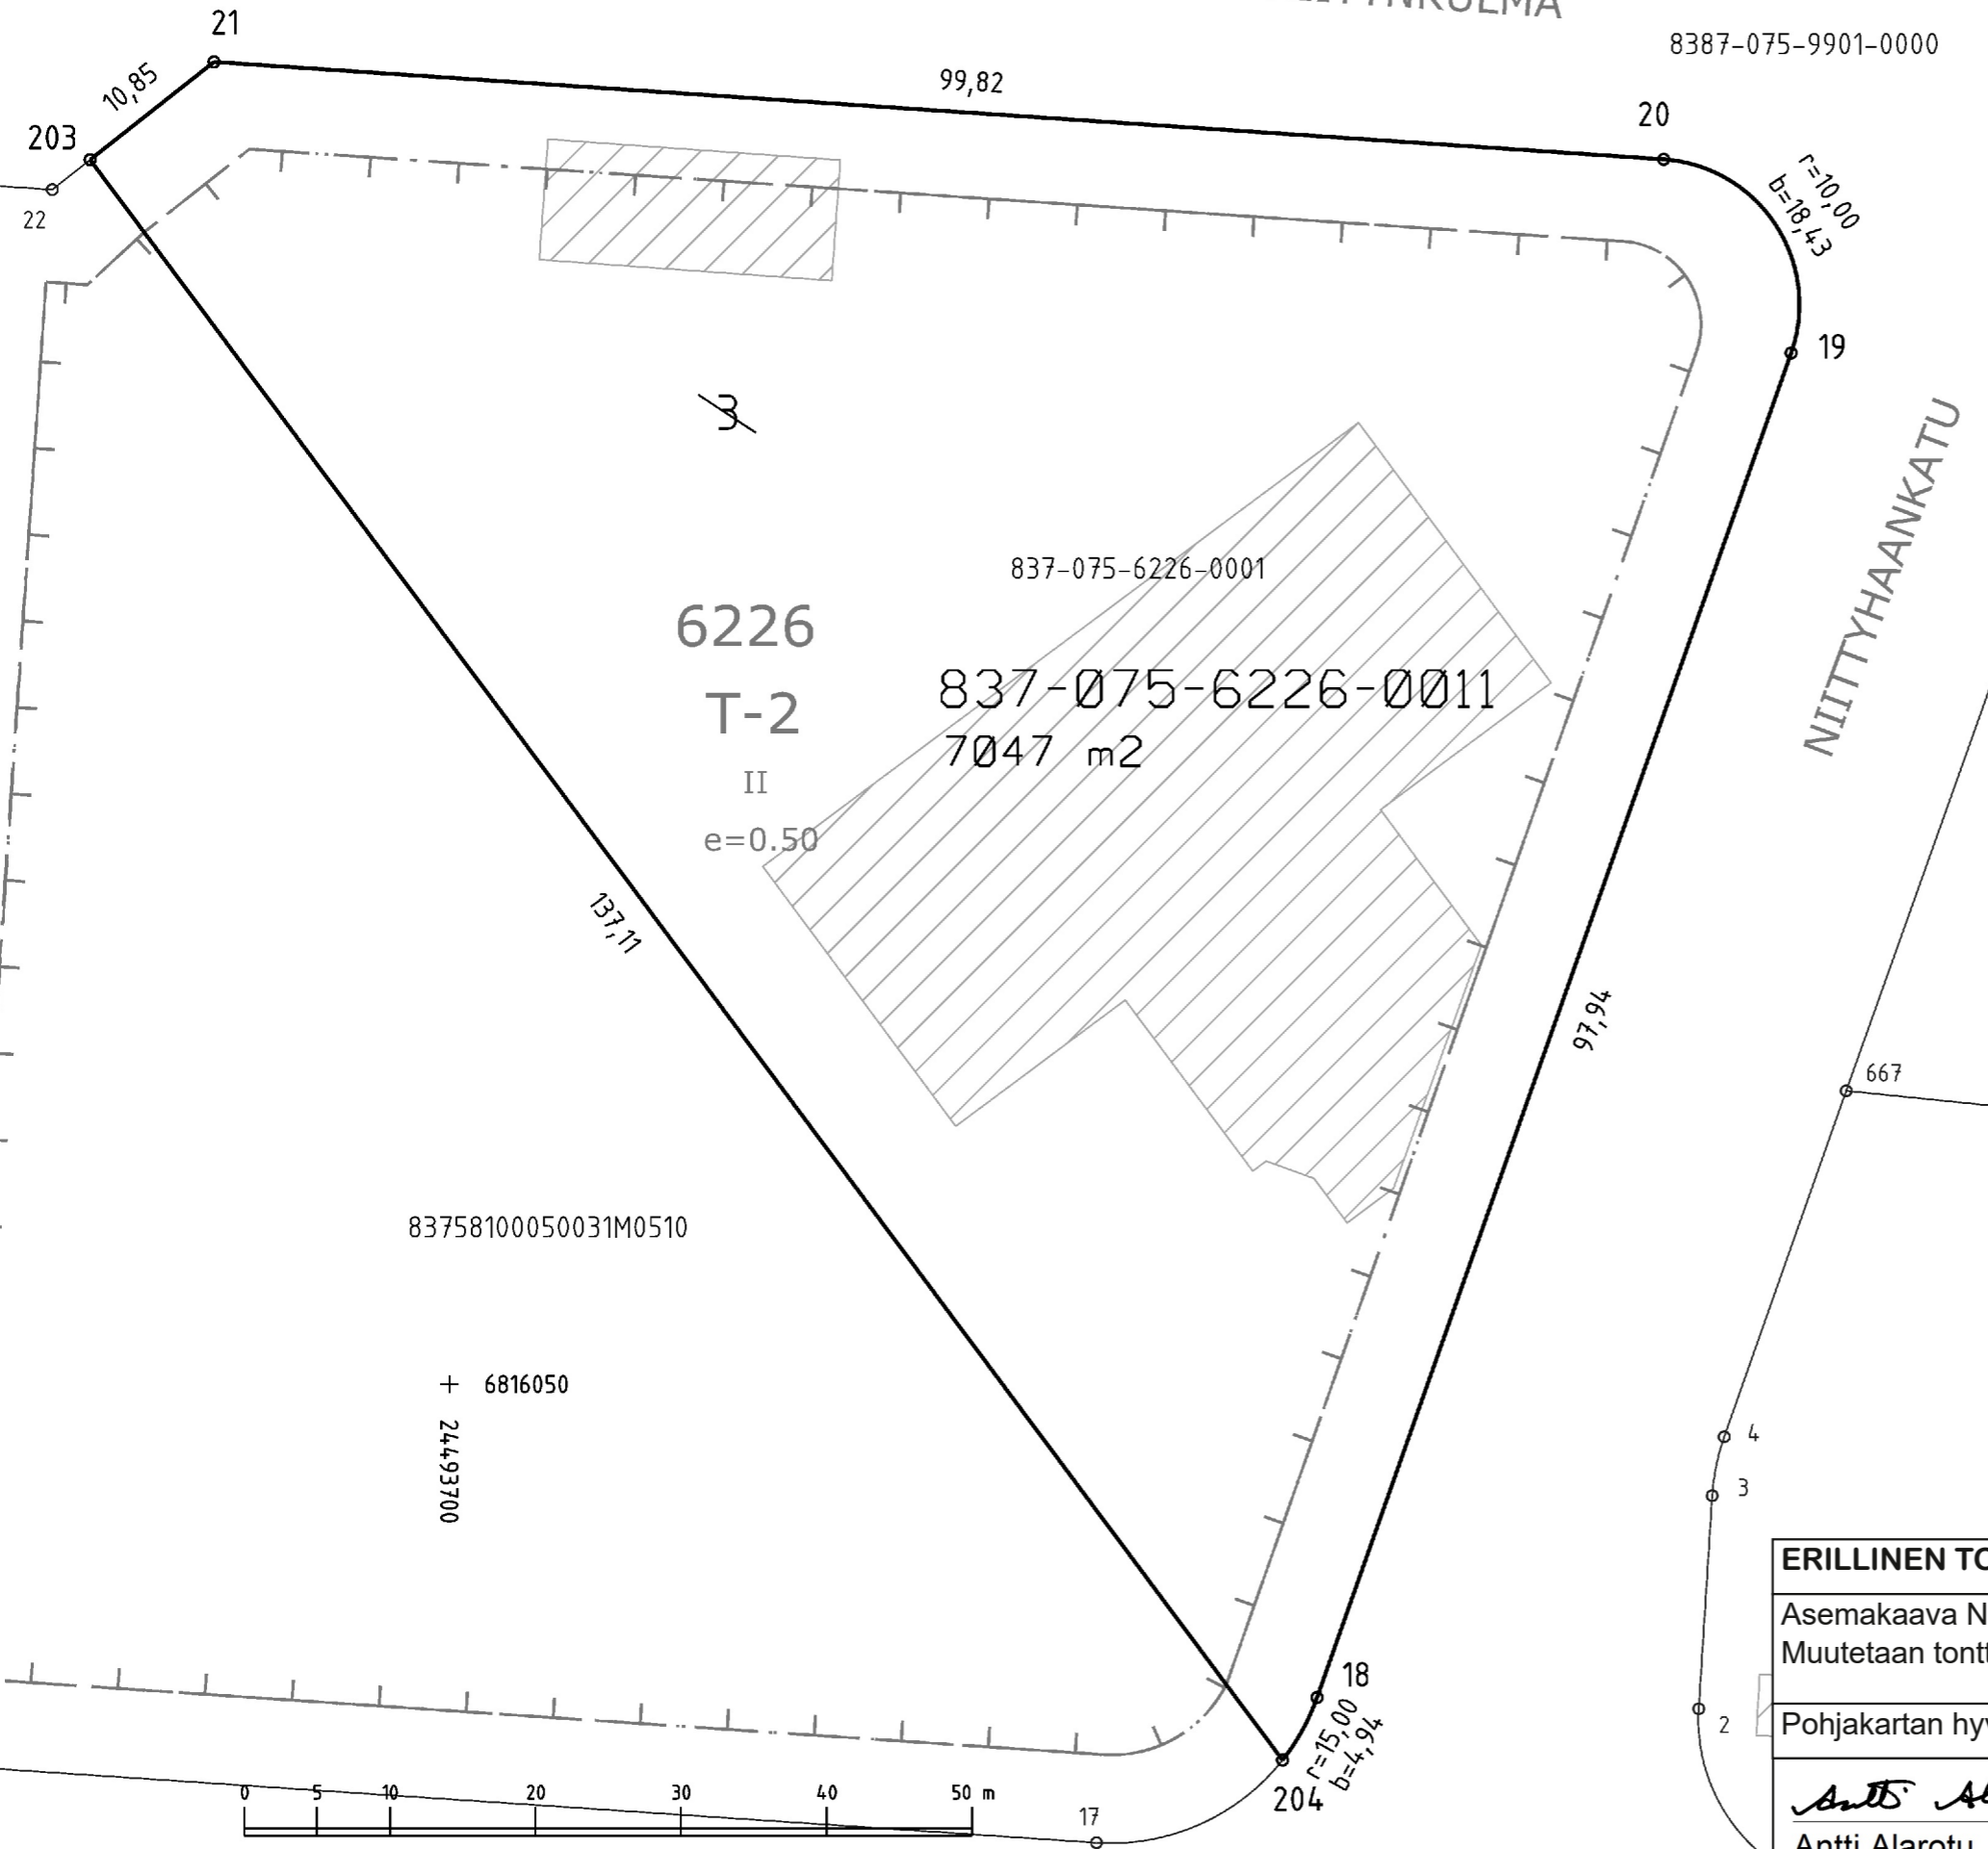 21
8387-075-9901-0000
10,85
99,82
20
203
r=10,00
b=18,43
22
19
3
NIITTYHAANKATU
837-075-6226-0001
6226
837-075-6226-0011
T-2
7047 m2
II
e=0.50
137,11
97,94
667
83758100050031M0510
6816050
24493700
4
3
ERILLINEN
Asemakaava
Muutetaan
18
r=15,00
b=4,94
2
Pohjakartan
204
0 5 10 20 30 40 50 m
17
Antti
Antti Alarotu